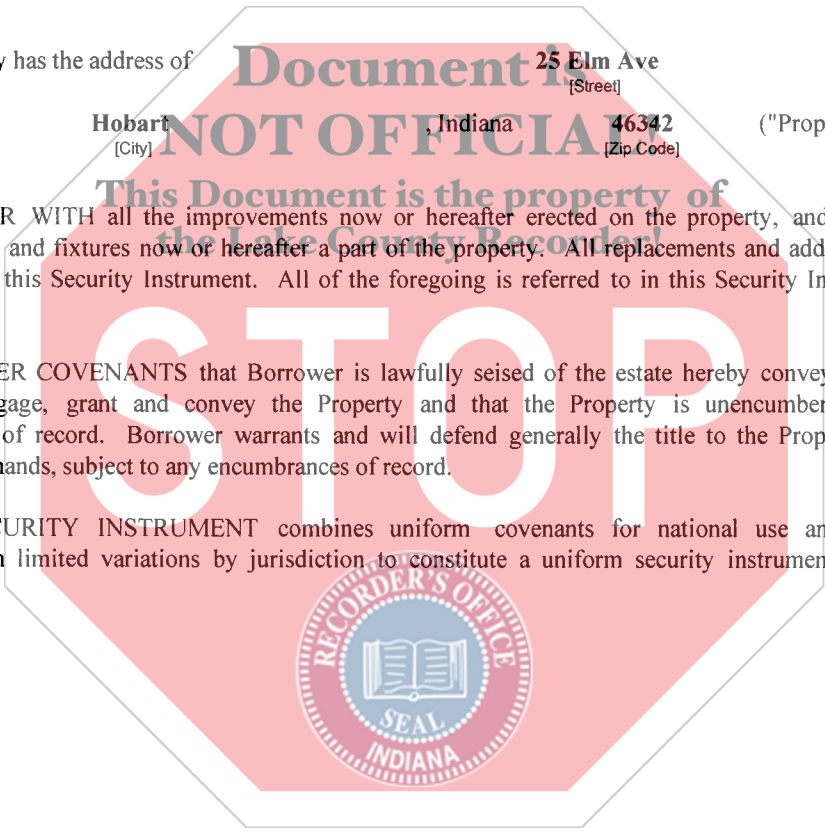 y has the address of 25 Elm Ave
[Street]
Hobart , Indiana 46342 ("Prop
[City] [Zip Code]
Document is
NOT OFFICIAL
This Document is the property of
the Lake County Recorder!
R WITH all the improvements now or hereafter erected on the property, and
and fixtures now or hereafter a part of the property. All replacements and add
this Security Instrument. All of the foregoing is referred to in this Security In
ER COVENANTS that Borrower is lawfully seised of the estate hereby convey
gage, grant and convey the Property and that the Property is unencumber
of record. Borrower warrants and will defend generally the title to the Prop
ands, subject to any encumbrances of record.
STOP
CURITY INSTRUMENT combines uniform covenants for national use an
limited variations by jurisdiction to constitute a uniform security instrumen
RECORDER'S OFFICE
SEAL
INDIANA